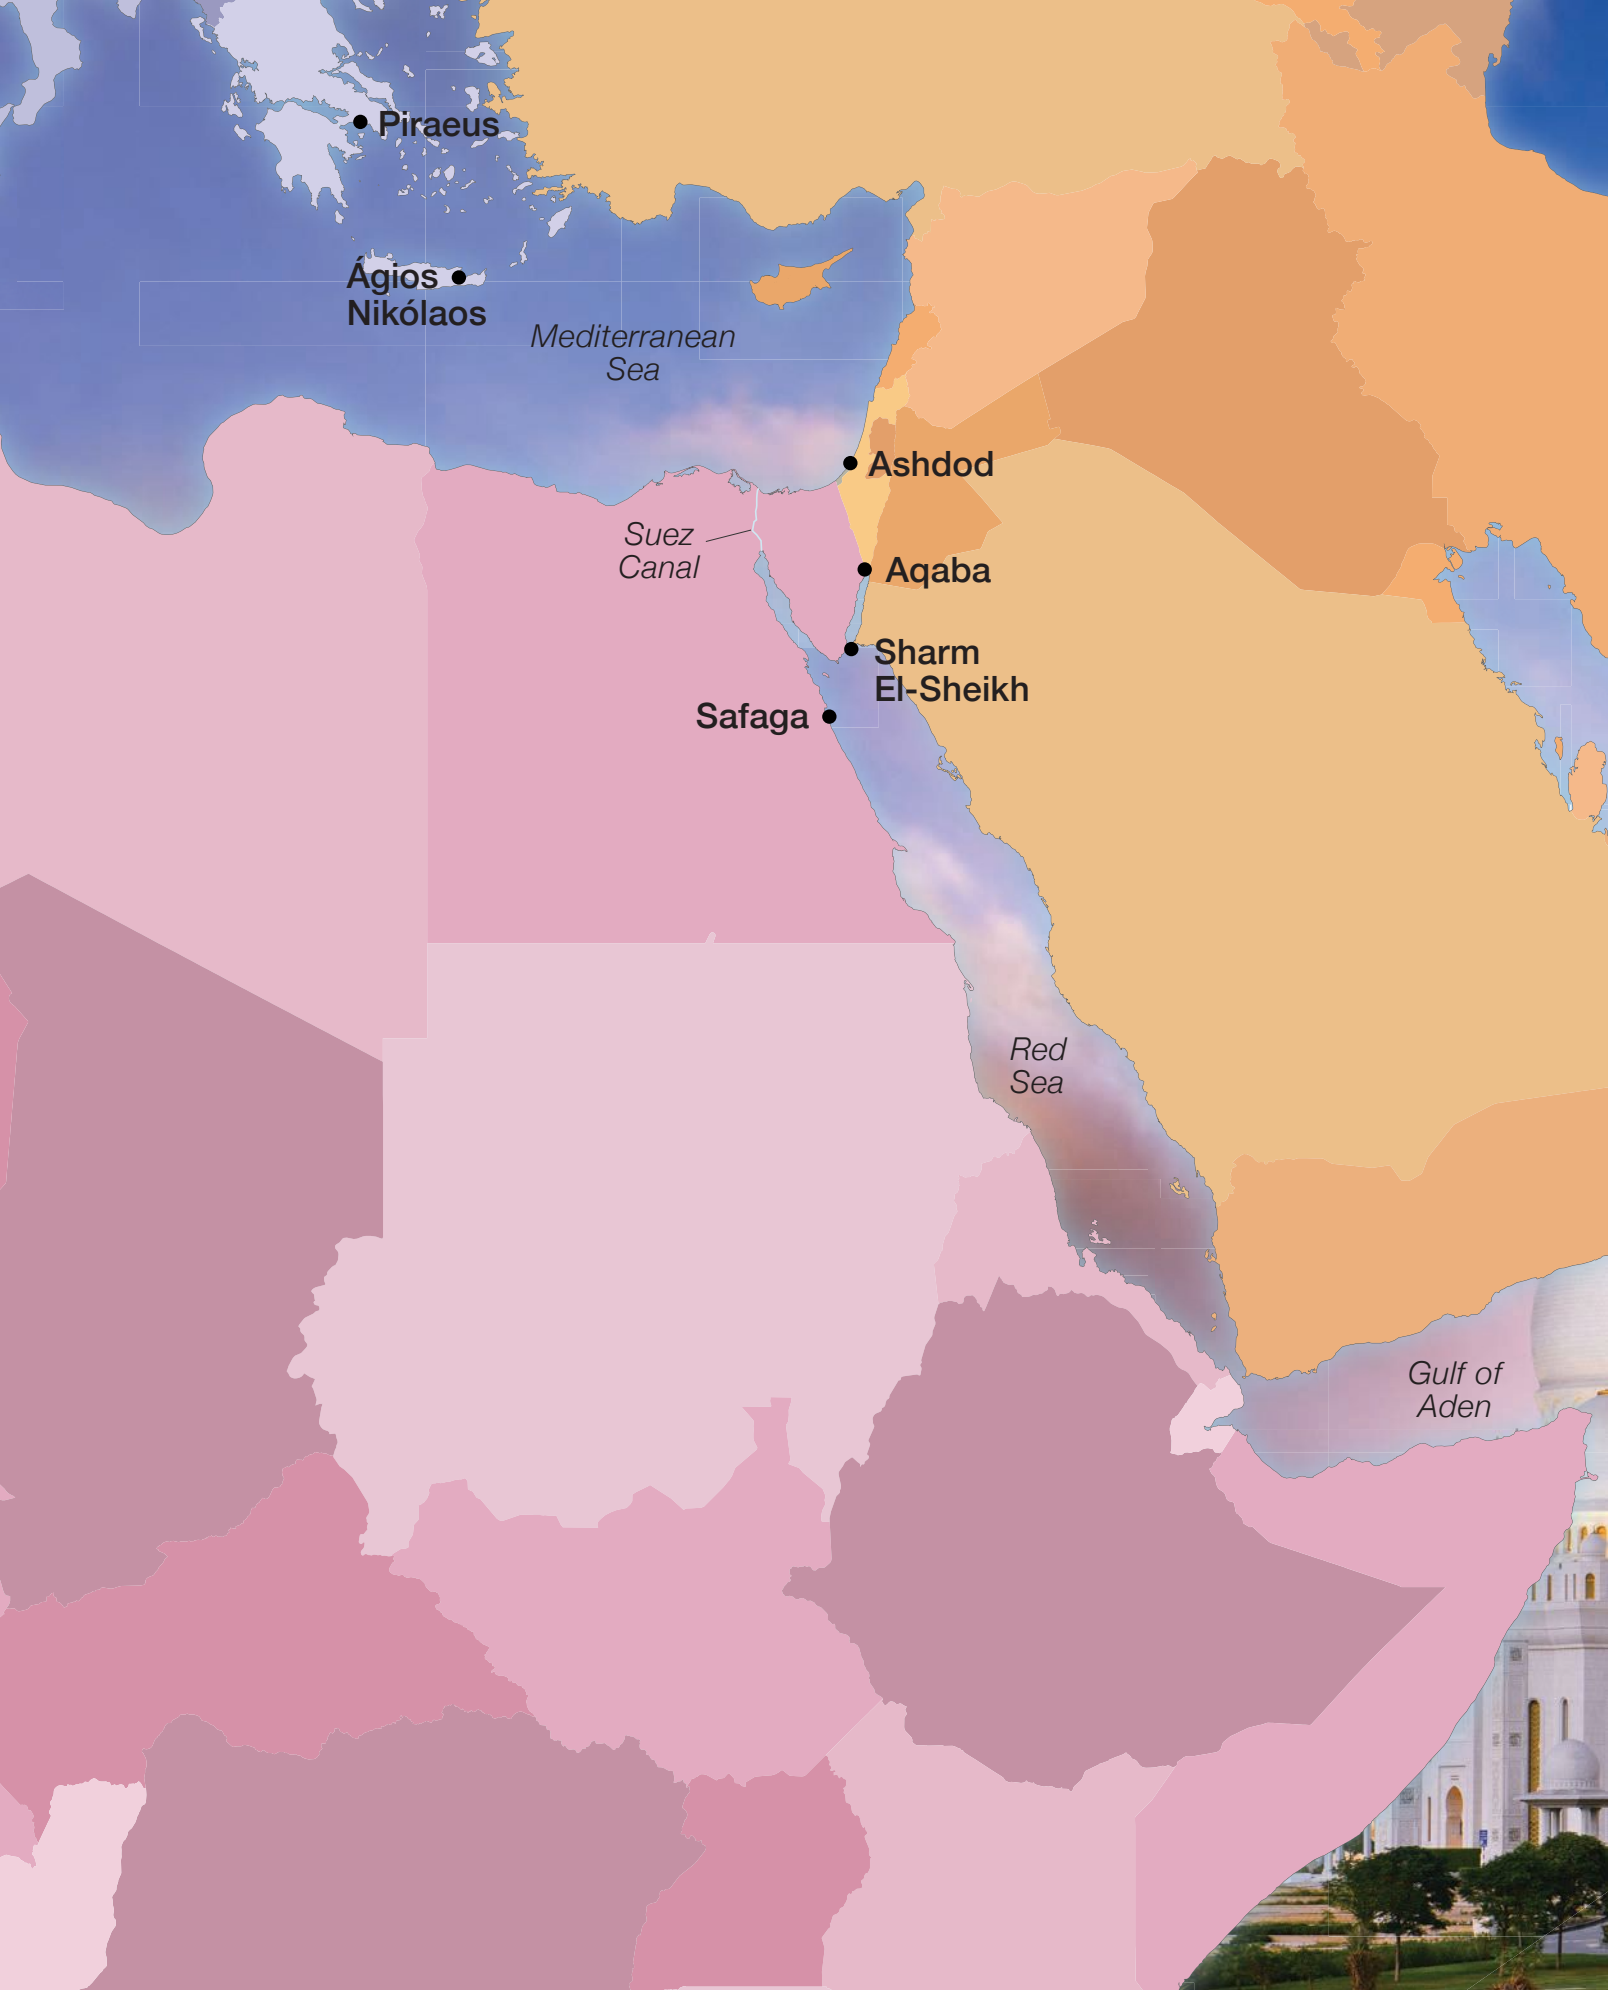 Piraeus
Ágios
Nikólaos
Mediterranean
Sea
Ashdod
Suez
Canal
Aqaba
Sharm
El-Sheikh
Safaga
Red
Sea
Gulf of
Aden